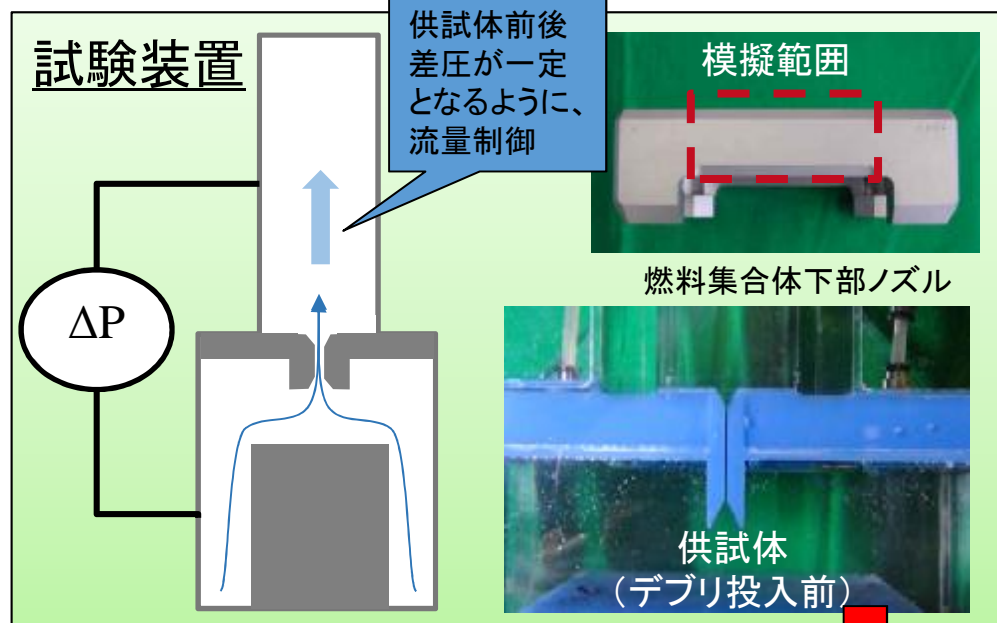 試験装置
供試体前後
差圧が一定
となるように、
流量制御
模擬範囲
ΔP
燃料集合体下部ノズル
供試体
（デブリ投入前）